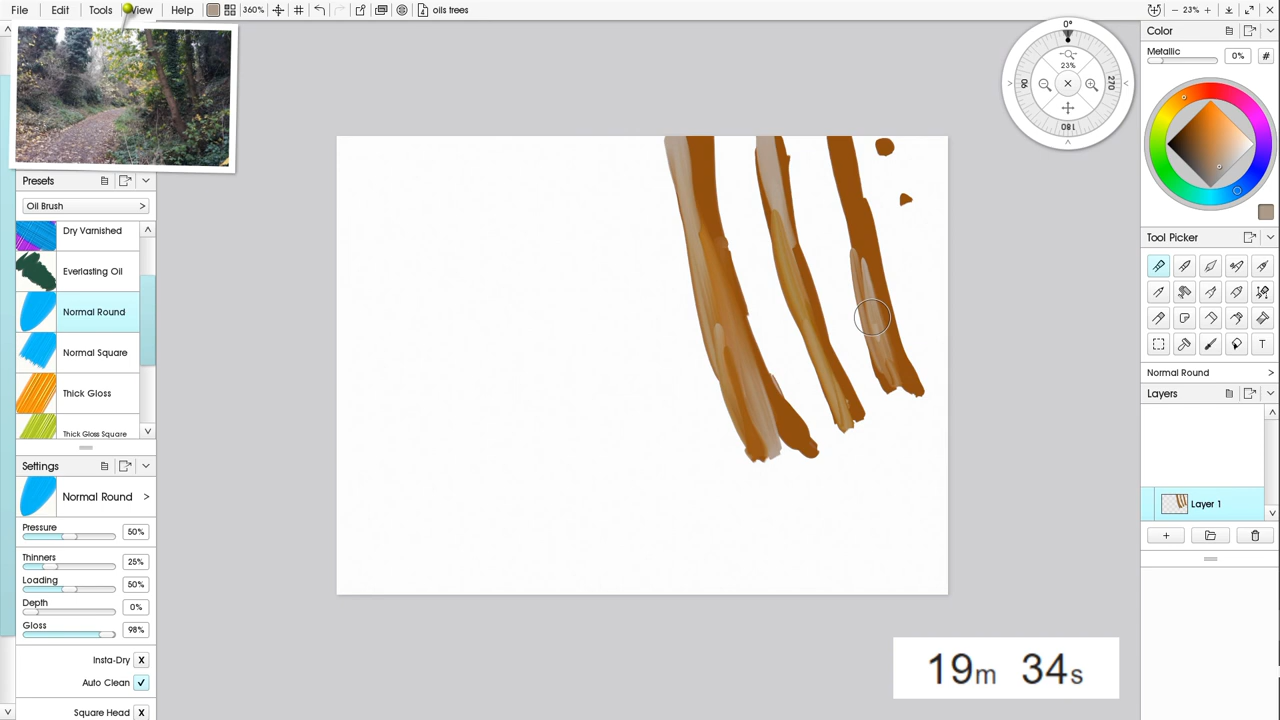 File Edit Tools View Help 360% oils trees 23%
Presets
Oil Brush >
Dry Varnished
Everlasting Oil
Normal Round
Normal Square
Thick Gloss
Thick Gloss Square
Settings
Normal Round >
Pressure 50%
Thinners 25%
Loading 50%
Depth 0%
Gloss 98%
Insta-Dry X
Auto Clean
Square Head X
0°
23%
90
270
180
19m 34s
Color
Metallic 0% #
Tool Picker
T
Normal Round >
Layers
Layer 1